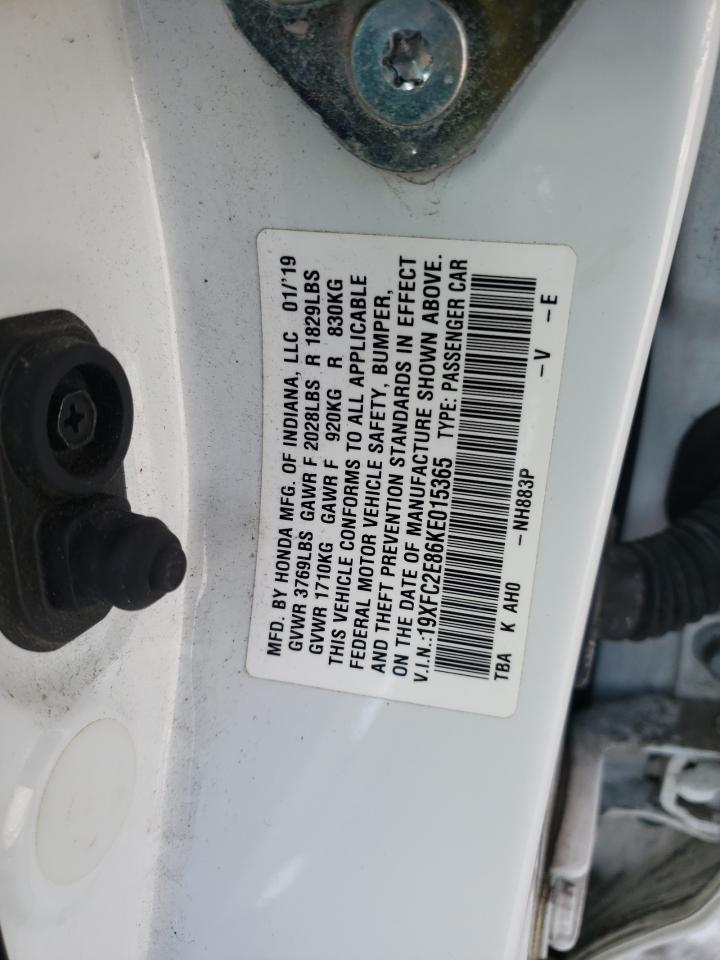 MFD. BY HONDA MFG. OF INDIANA, LLC 01/'19
GVWR 3769LBS GAWR F 2028LBS R 1829LBS
GVWR 1710KG GAWR F 920KG R 830KG
THIS VEHICLE CONFORMS TO ALL APPLICABLE
FEDERAL MOTOR VEHICLE SAFETY, BUMPER,
AND THEFT PREVENTION STANDARDS IN EFFECT
ON THE DATE OF MANUFACTURE SHOWN ABOVE.
V.I.N.:19XFC2E86KE015365 TYPE: PASSENGER CAR
TBA K AH0 -NH883P -V -E